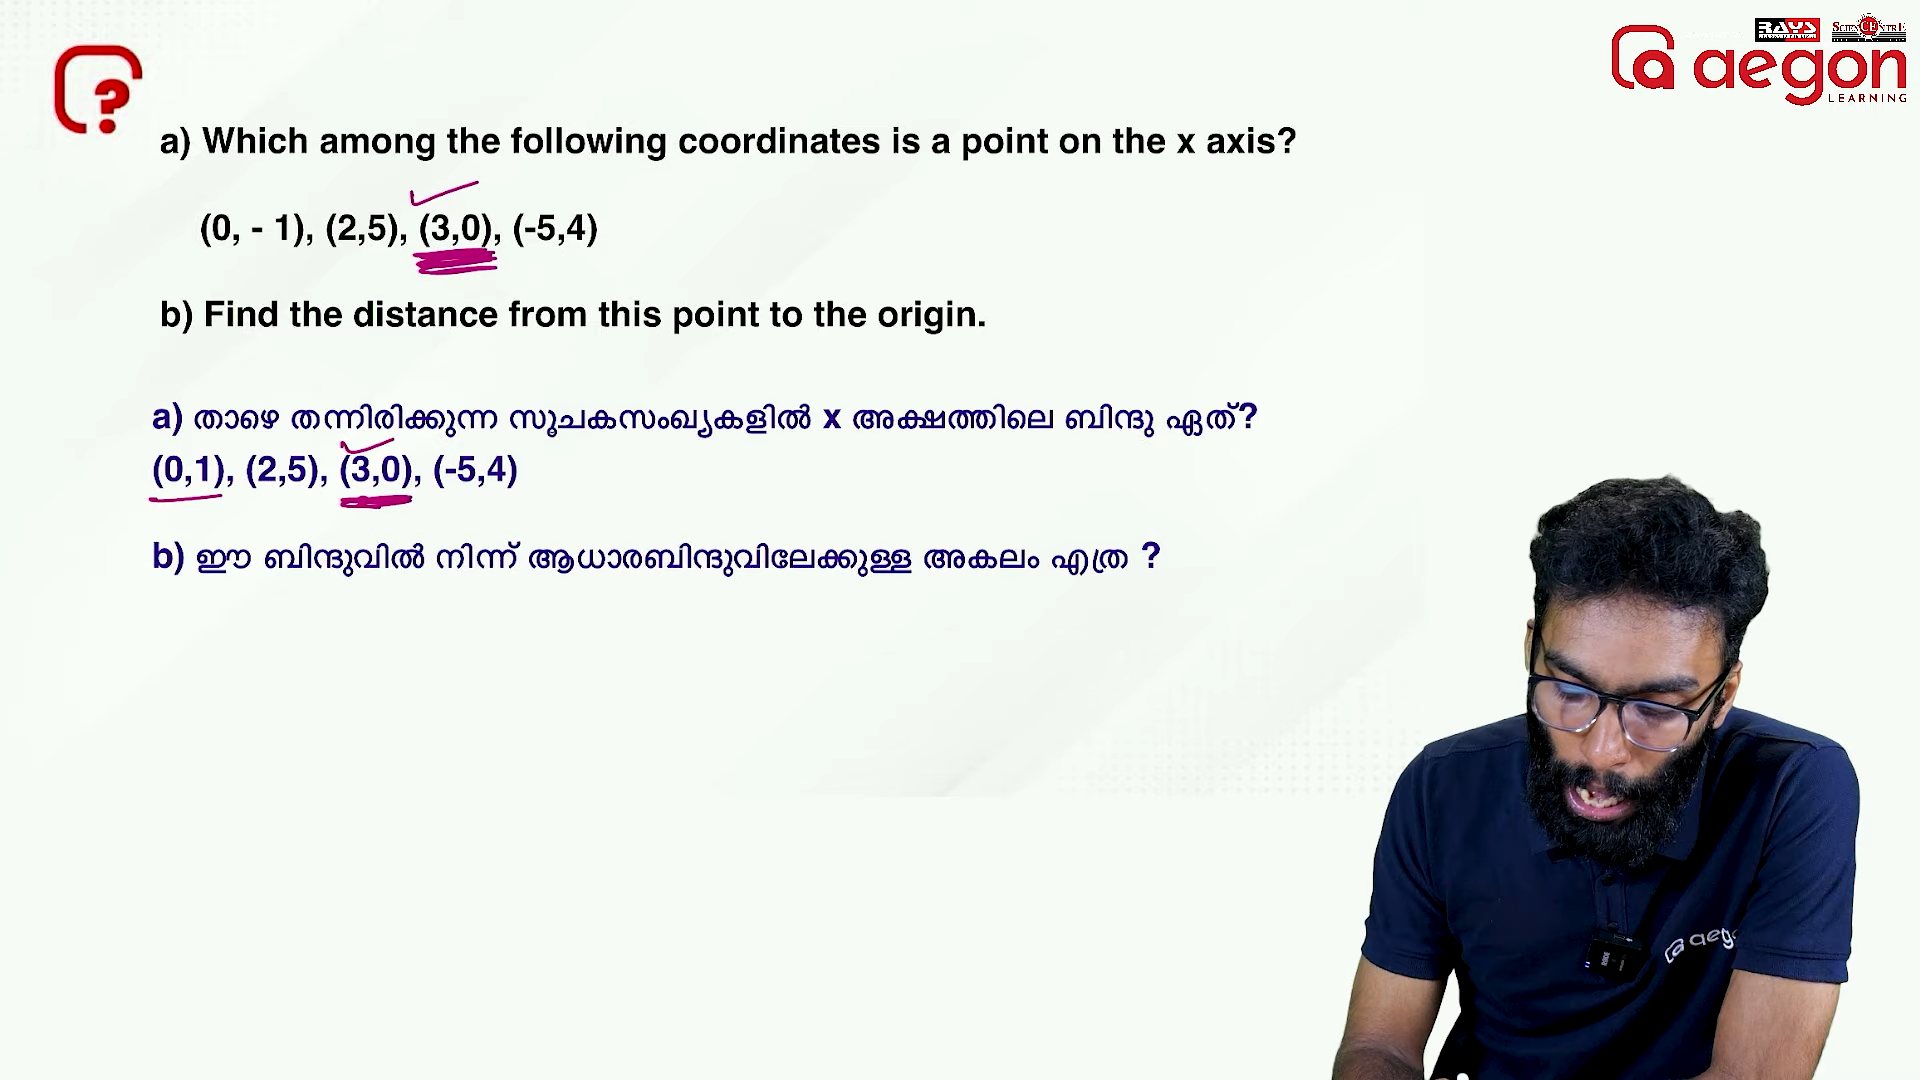 RAYS
SCIENCENTRE
aegon
LEARNING
a) Which among the following coordinates is a point on the x axis?
(0, - 1), (2,5), (3,0), (-5,4)
b) Find the distance from this point to the origin.
a) താഴെ തന്നിരിക്കുന്ന സൂചകസംഖ്യകളിൽ x അക്ഷത്തിലെ ബിന്ദു ഏത്?
(0,1), (2,5), (3,0), (-5,4)
b) ഈ ബിന്ദുവിൽ നിന്ന് ആധാരബിന്ദുവിലേക്കുള്ള അകലം എത്ര ?